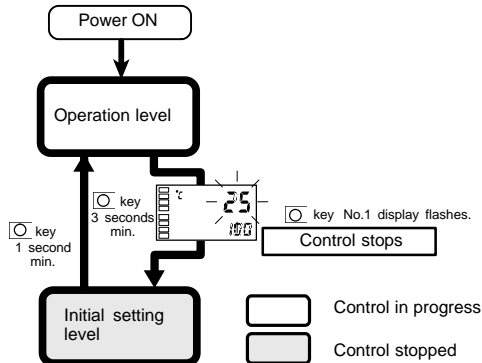 Power ON
Operation level
key
3 seconds
min.
°C
25
100
key No.1 display flashes.
Control stops
key
1 second
min.
Initial setting
level
Control in progress
Control stopped